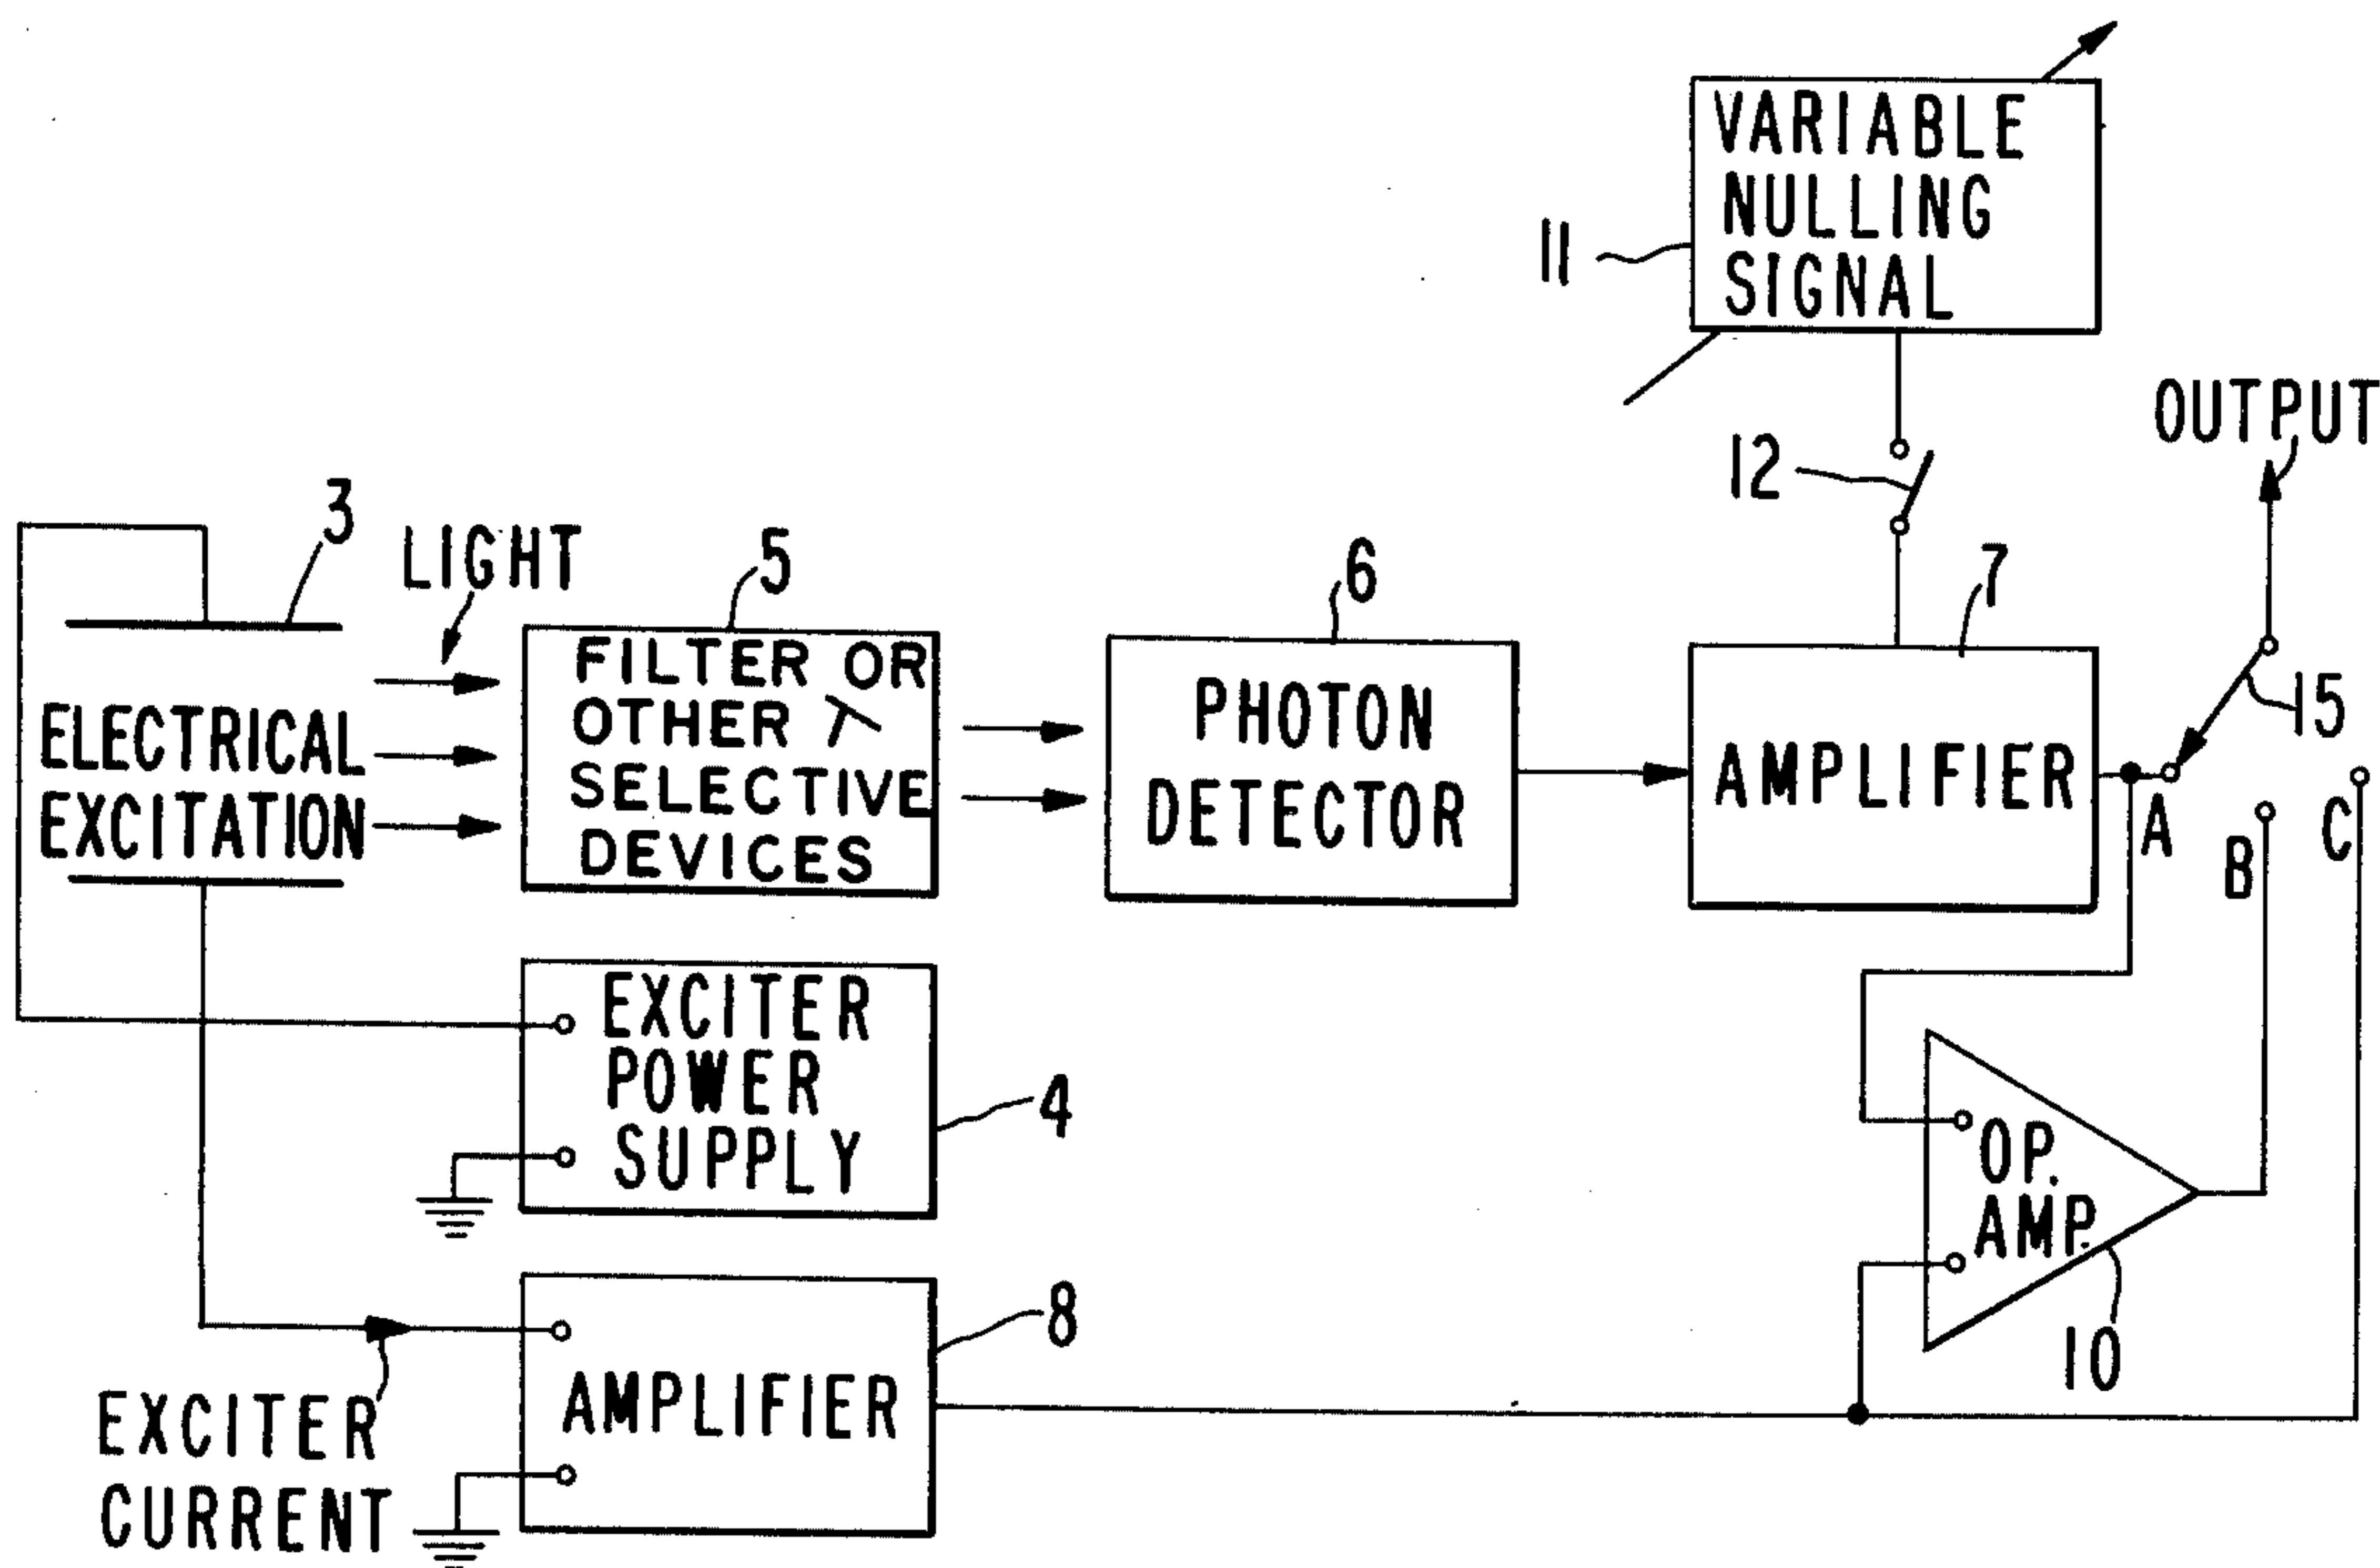 VARIABLE
NULLING
SIGNAL
11
12
OUTPUT
3
LIGHT
5
6
7
15
ELECTRICAL
EXCITATION
FILTER OR
OTHER λ
SELECTIVE
DEVICES
PHOTON
DETECTOR
AMPLIFIER
A
B
C
EXCITER
POWER
SUPPLY
4
OP.
AMP.
10
AMPLIFIER
8
EXCITER
CURRENT